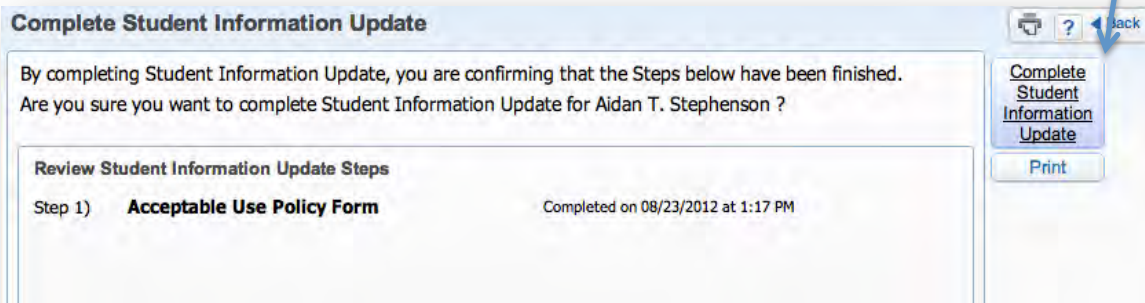 Complete Student Information Update
? Back
By completing Student Information Update, you are confirming that the Steps below have been finished.
Are you sure you want to complete Student Information Update for Aidan T. Stephenson ?
Complete
Student
Information
Update
Print
Review Student Information Update Steps
Step 1) Acceptable Use Policy Form Completed on 08/23/2012 at 1:17 PM